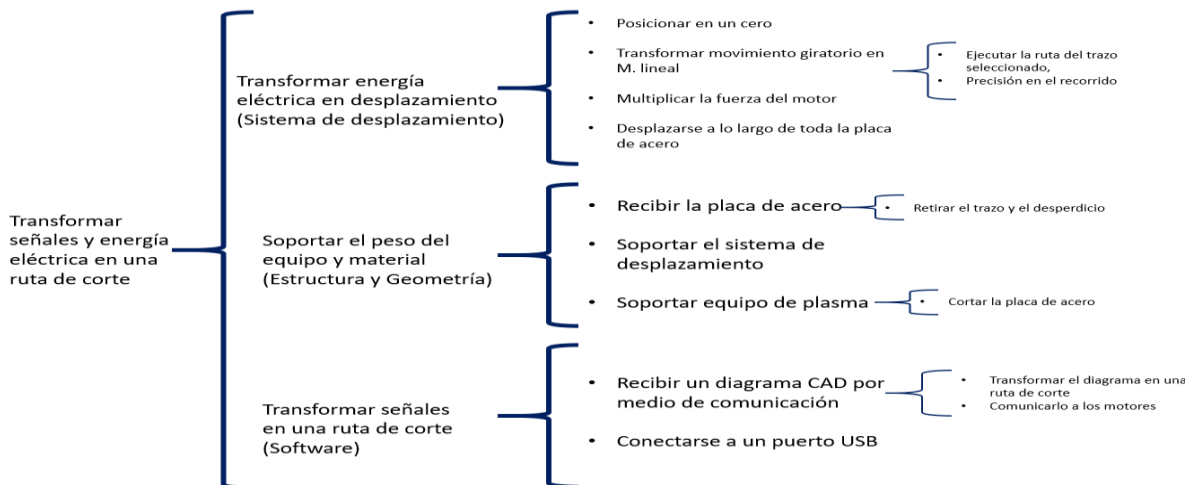 Transformar
señales y energía
eléctrica en una
ruta de corte
Transformar energía
eléctrica en desplazamiento
(Sistema de desplazamiento)
• Posicionar en un cero
• Transformar movimiento giratorio en
M. lineal
• Ejecutar la ruta del trazo
seleccionado,
• Precisión en el recorrido
• Multiplicar la fuerza del motor
• Desplazarse a lo largo de toda la placa
de acero
Soportar el peso del
equipo y material
(Estructura y Geometría)
• Recibir la placa de acero
• Retirar el trazo y el desperdicio
• Soportar el sistema de
desplazamiento
• Soportar equipo de plasma
• Cortar la placa de acero
Transformar señales
en una ruta de corte
(Software)
• Recibir un diagrama CAD por
medio de comunicación
• Transformar el diagrama en una
ruta de corte
• Comunicarlo a los motores
• Conectarse a un puerto USB